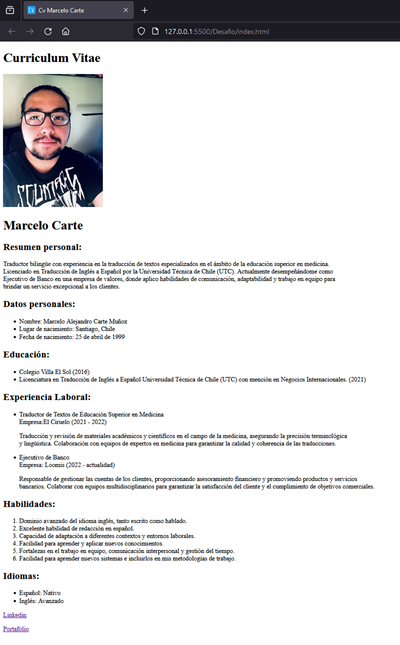 Cv Marcelo Carte
127.0.0.1:5500/Desafio/index.html
Curriculum Vitae
Marcelo Carte
Resumen personal:
Traductor bilingüe con experiencia en la traducción de textos especializados en el ámbito de la educación superior en medicina.
Licenciado en Traducción de Inglés a Español por la Universidad Técnica de Chile (UTC). Actualmente desempeñándome como
Ejecutivo de Banco en una empresa de valores, donde aplico habilidades de comunicación, adaptabilidad y trabajo en equipo para
brindar un servicio excepcional a los clientes.
Datos personales:
Nombre: Marcelo Alejandro Carte Muñoz
Lugar de nacimiento: Santiago, Chile
Fecha de nacimiento: 25 de abril de 1999
Educación:
Colegio Villa El Sol (2016)
Licenciatura en Traducción de Inglés a Español Universidad Técnica de Chile (UTC) con mención en Negocios Internacionales. (2021)
Experiencia Laboral:
Traductor de Textos de Educación Superior en Medicina
Empresa:El Ciruelo (2021 - 2022)
Traducción y revisión de materiales académicos y científicos en el campo de la medicina, asegurando la precisión terminológica
y lingüística. Colaboración con equipos de expertos en medicina para garantizar la calidad y coherencia de las traducciones.
Ejecutivo de Banco
Empresa: Loomis (2022 - actualidad)
Responsable de gestionar las cuentas de los clientes, proporcionando asesoramiento financiero y promoviendo productos y servicios
bancarios. Colaborar con equipos multidisciplinarios para garantizar la satisfacción del cliente y el cumplimiento de objetivos comerciales.
Habilidades:
1. Dominio avanzado del idioma inglés, tanto escrito como hablado.
2. Excelente habilidad de redacción en español.
3. Capacidad de adaptación a diferentes contextos y entornos laborales.
4. Facilidad para aprender y aplicar nuevos conocimientos.
5. Fortalezas en el trabajo en equipo, comunicación interpersonal y gestión del tiempo.
6. Facilidad para aprender nuevos sistemas e incluirlos en mis metodologías de trabajo.
Idiomas:
Español: Nativo
Inglés: Avanzado
Linkedin
Portafolio